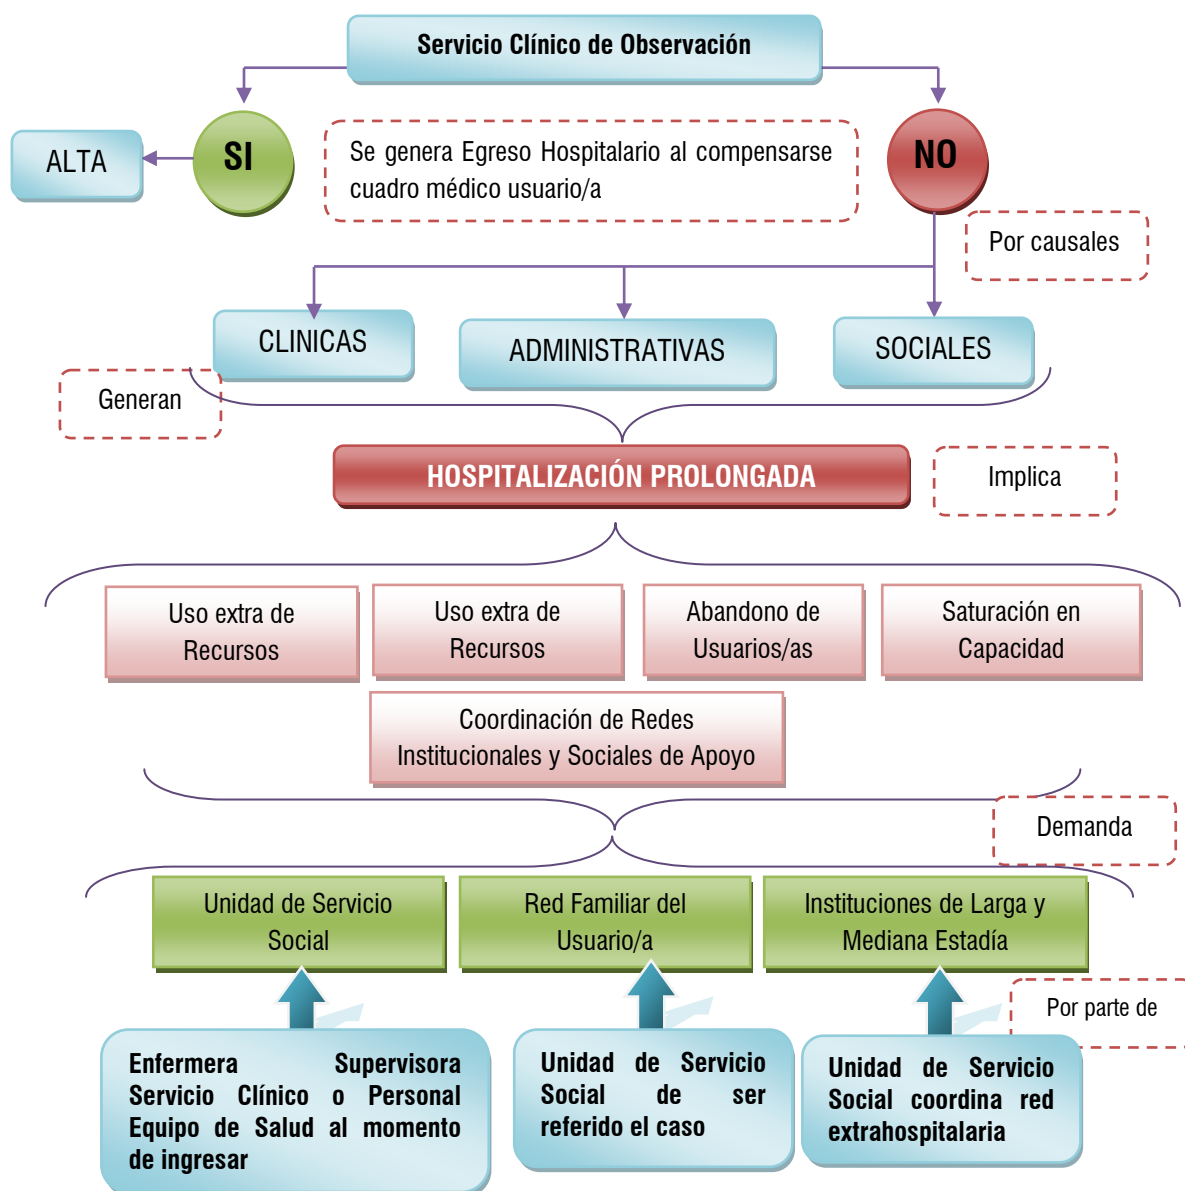 Servicio Clínico de Observación
ALTA
SI
Se genera Egreso Hospitalario al compensarse
cuadro médico usuario/a
NO
Por causales
CLINICAS
ADMINISTRATIVAS
SOCIALES
Generan
HOSPITALIZACIÓN PROLONGADA
Implica
Uso extra de
Recursos
Uso extra de
Recursos
Abandono de
Usuarios/as
Saturación en
Capacidad
Coordinación de Redes
Institucionales y Sociales de Apoyo
Demanda
Unidad de Servicio
Social
Red Familiar del
Usuario/a
Instituciones de Larga y
Mediana Estadía
Por parte de
Enfermera Supervisora
Servicio Clínico o Personal
Equipo de Salud al momento
de ingresar
Unidad de Servicio
Social de ser
referido el caso
Unidad de Servicio
Social coordina red
extrahospitalaria